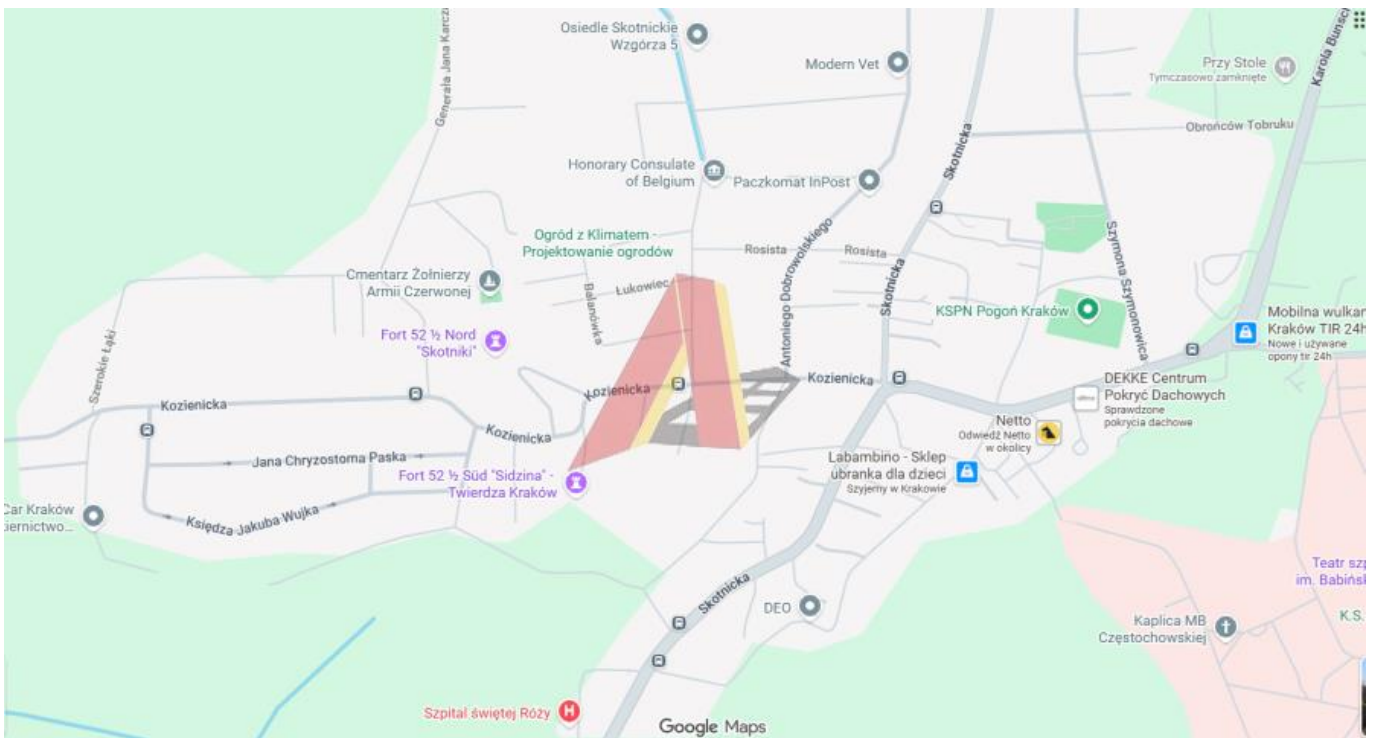 Generała Jana Karcz
Osiedle Skotnickie
Wzgórza 5
Modern Vet
Przy Stole
Tymczasowo zamknięte
Karola Bunsc
Obrońców Tobruku
Skotnicka
Honorary Consulate
of Belgium
Paczkomat InPost
Ogród z Klimatem -
Projektowanie ogrodów
Rosista
Rosista
Antoniego Dobrowolskiego
Szymona Szymonowica
Cmentarz Żołnierzy
Armii Czerwonej
Łukowiec
Balanówka
Skotnicka
KSPN Pogoń Kraków
Mobilna wulkan
Kraków TIR 24h
Nowe i używane
opony tir 24h
Fort 52 ½ Nord
"Skotniki"
Szerokie Łąki
Kozienicka
Kozienicka
Kozienicka
Kozienicka
DEKKE Centrum
Pokryć Dachowych
Sprawdzone
pokrycia dachowe
Netto
Odwiedź Netto
w okolicy
Jana Chryzostoma Paska
Labambino - Sklep
ubranka dla dzieci
Szyjemy w Krakowie
Fort 52 ½ Süd "Sidzina" -
Twierdza Kraków
Car Kraków
iernictwo...
Księdza Jakuba Wujka
Teatr szp
im. Babińsk
Skotnicka
DEO
Kaplica MB
Częstochowskiej
K.S.
Szpital świętej Róży
H
Google Maps